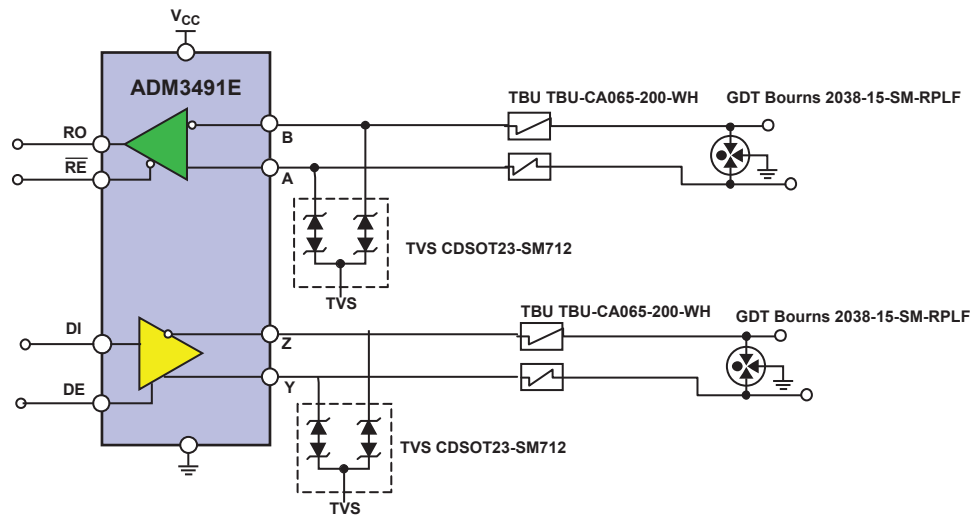 VCC
ADM3491E
TBU TBU-CA065-200-WH
GDT Bourns 2038-15-SM-RPLF
RO
B
RE
A
TVS CDSOT23-SM712
TVS
TBU TBU-CA065-200-WH
GDT Bourns 2038-15-SM-RPLF
DI
Z
DE
Y
TVS CDSOT23-SM712
TVS